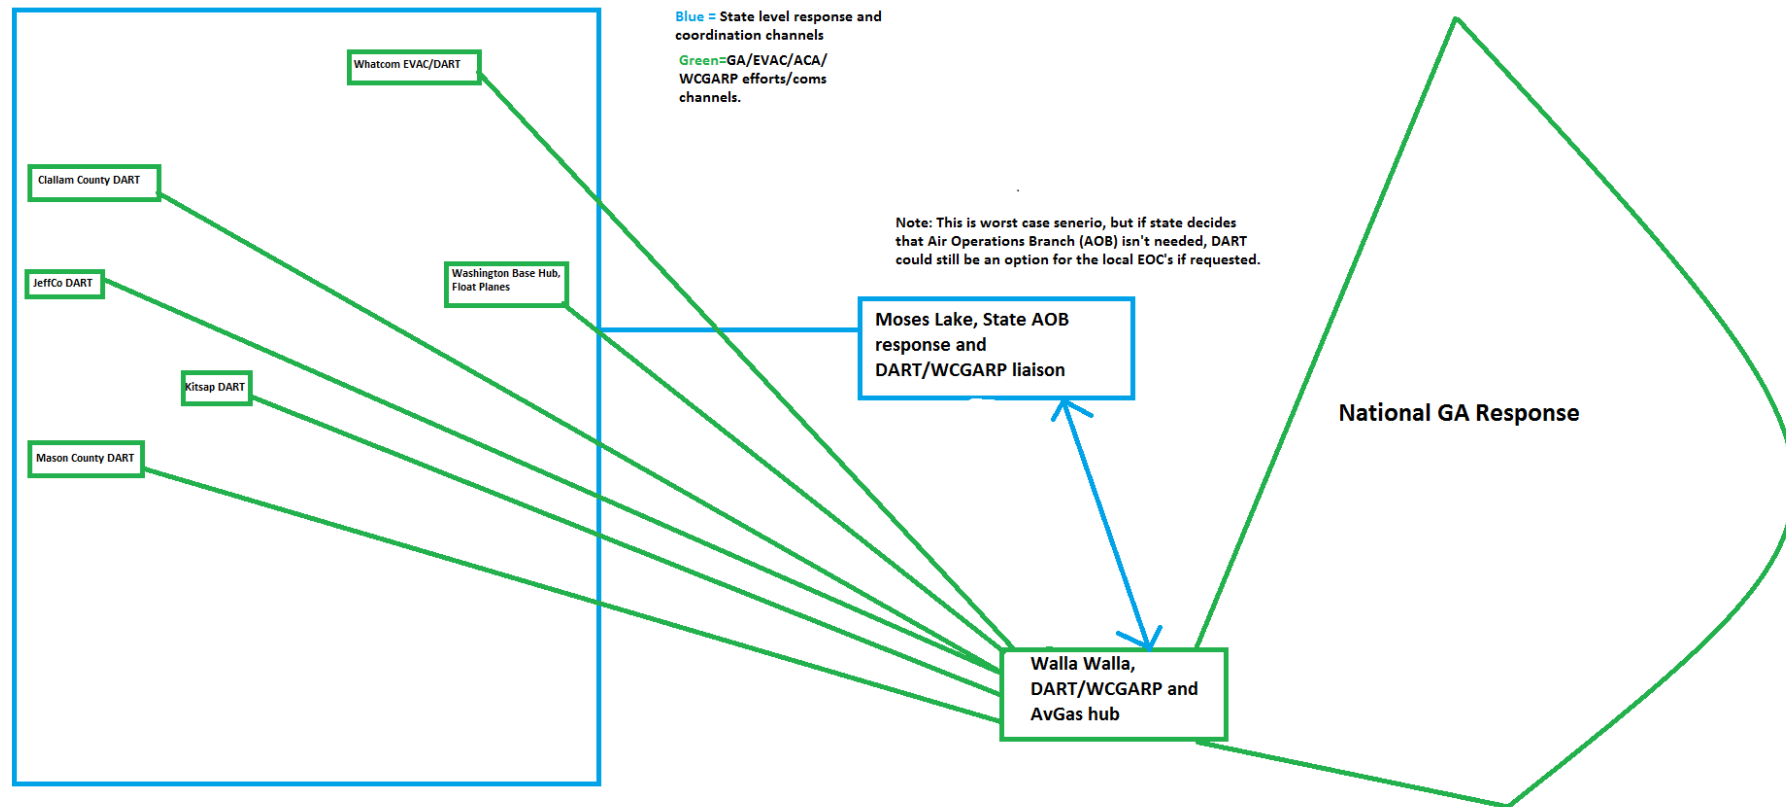 Blue = State level response and
coordination channels
Green=GA/EVAC/ACA/
WCGARP efforts/coms
channels.
Whatcom EVAC/DART
Clallam County DART
JeffCo DART
Kitsap DART
Mason County DART
Washington Base Hub,
Float Planes
Note: This is worst case senerio, but if state decides
that Air Operations Branch (AOB) isn't needed, DART
could still be an option for the local EOC's if requested.
Moses Lake, State AOB
response and
DART/WCGARP liaison
National GA Response
Walla Walla,
DART/WCGARP and
AvGas hub